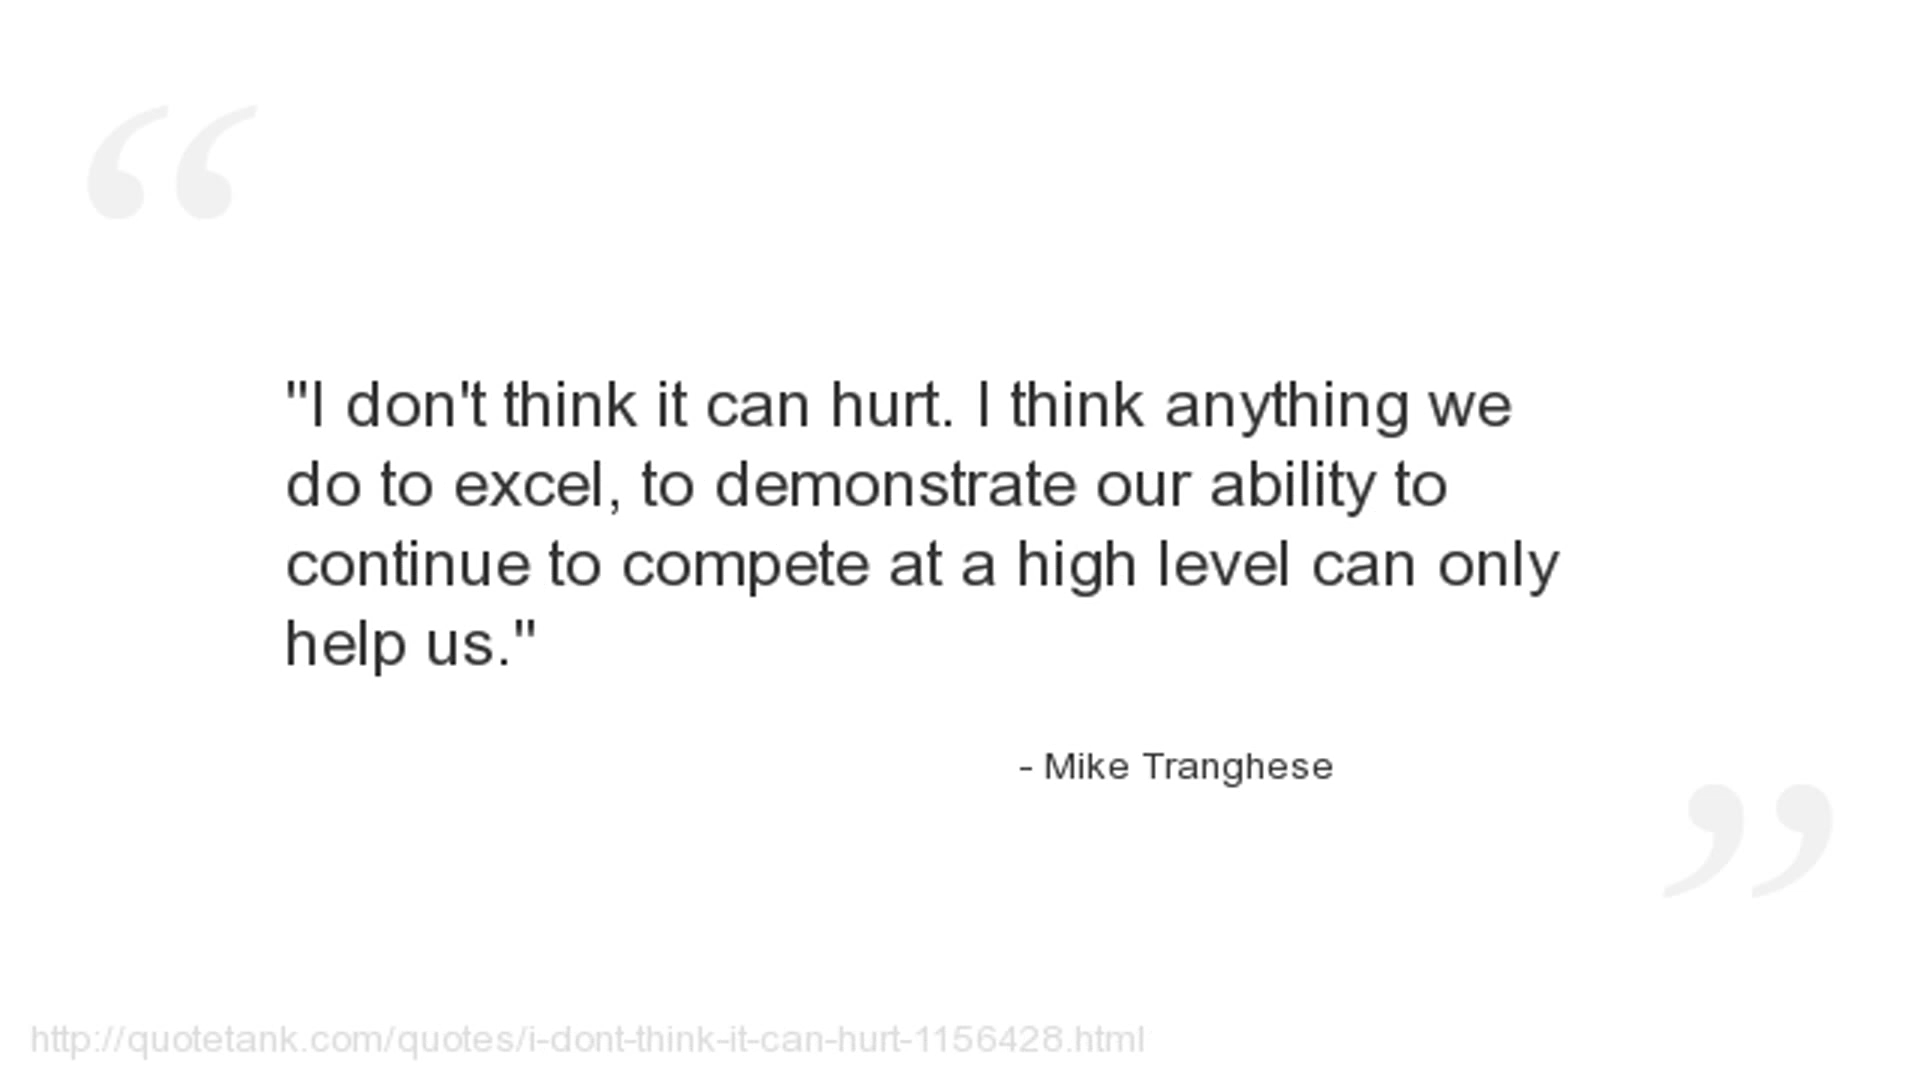 "I don't think it can hurt. I think anything we
do to excel, to demonstrate our ability to
continue to compete at a high level can only
help us."
- Mike Tranghese
http://quotetank.com/quotes/i-dont-think-it-can-hurt-1156428.html